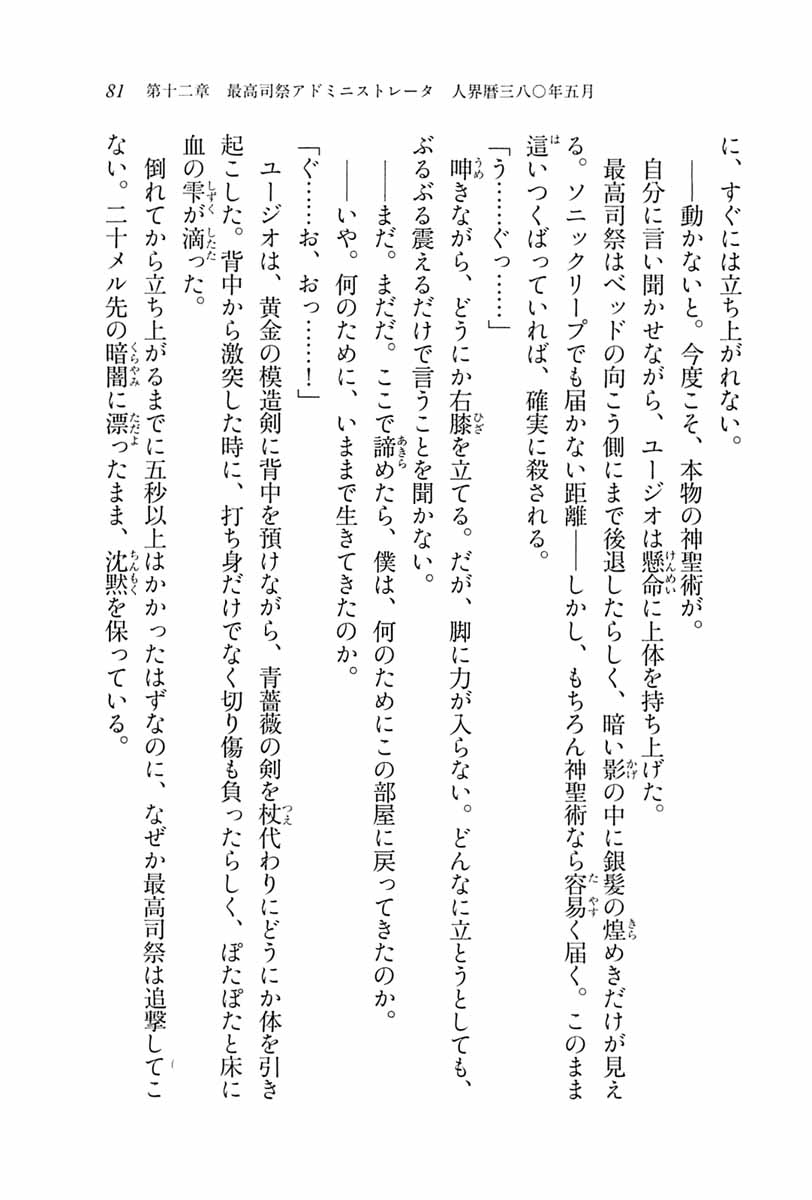 81　第十二章　最高司祭アドミニストレータ　人界暦三八〇年五月
に、すぐには立ち上がれない。
――動かないと。今度こそ、本物の神聖術が。
自分に言い聞かせながら、ユージオは懸命に上体を持ち上げた。
最高司祭はベッドの向こう側にまで後退したらしく、暗い影の中に銀髪の煌めきだけが見え
る。ソニックリープでも届かない距離――しかし、もちろん神聖術なら容易く届く。このまま
這いつくばっていれば、確実に殺される。
「う……ぐっ……」
呻きながら、どうにか右膝を立てる。だが、脚に力が入らない。どんなに立とうとしても、
ぶるぶる震えるだけで言うことを聞かない。
――まだ。まだだ。ここで諦めたら、僕は、何のためにこの部屋に戻ってきたのか。
――いや。何のために、いままで生きてきたのか。
「ぐ……お、おっ……！」
ユージオは、黄金の模造剣に背中を預けながら、青薔薇の剣を杖代わりにどうにか体を引き
起こした。背中から激突した時に、打ち身だけでなく切り傷も負ったらしく、ぽたぽたと床に
血の雫が滴った。
倒れてから立ち上がるまでに五秒以上はかかったはずなのに、なぜか最高司祭は追撃してこ
ない。二十メル先の暗闇に漂ったまま、沈黙を保っている。